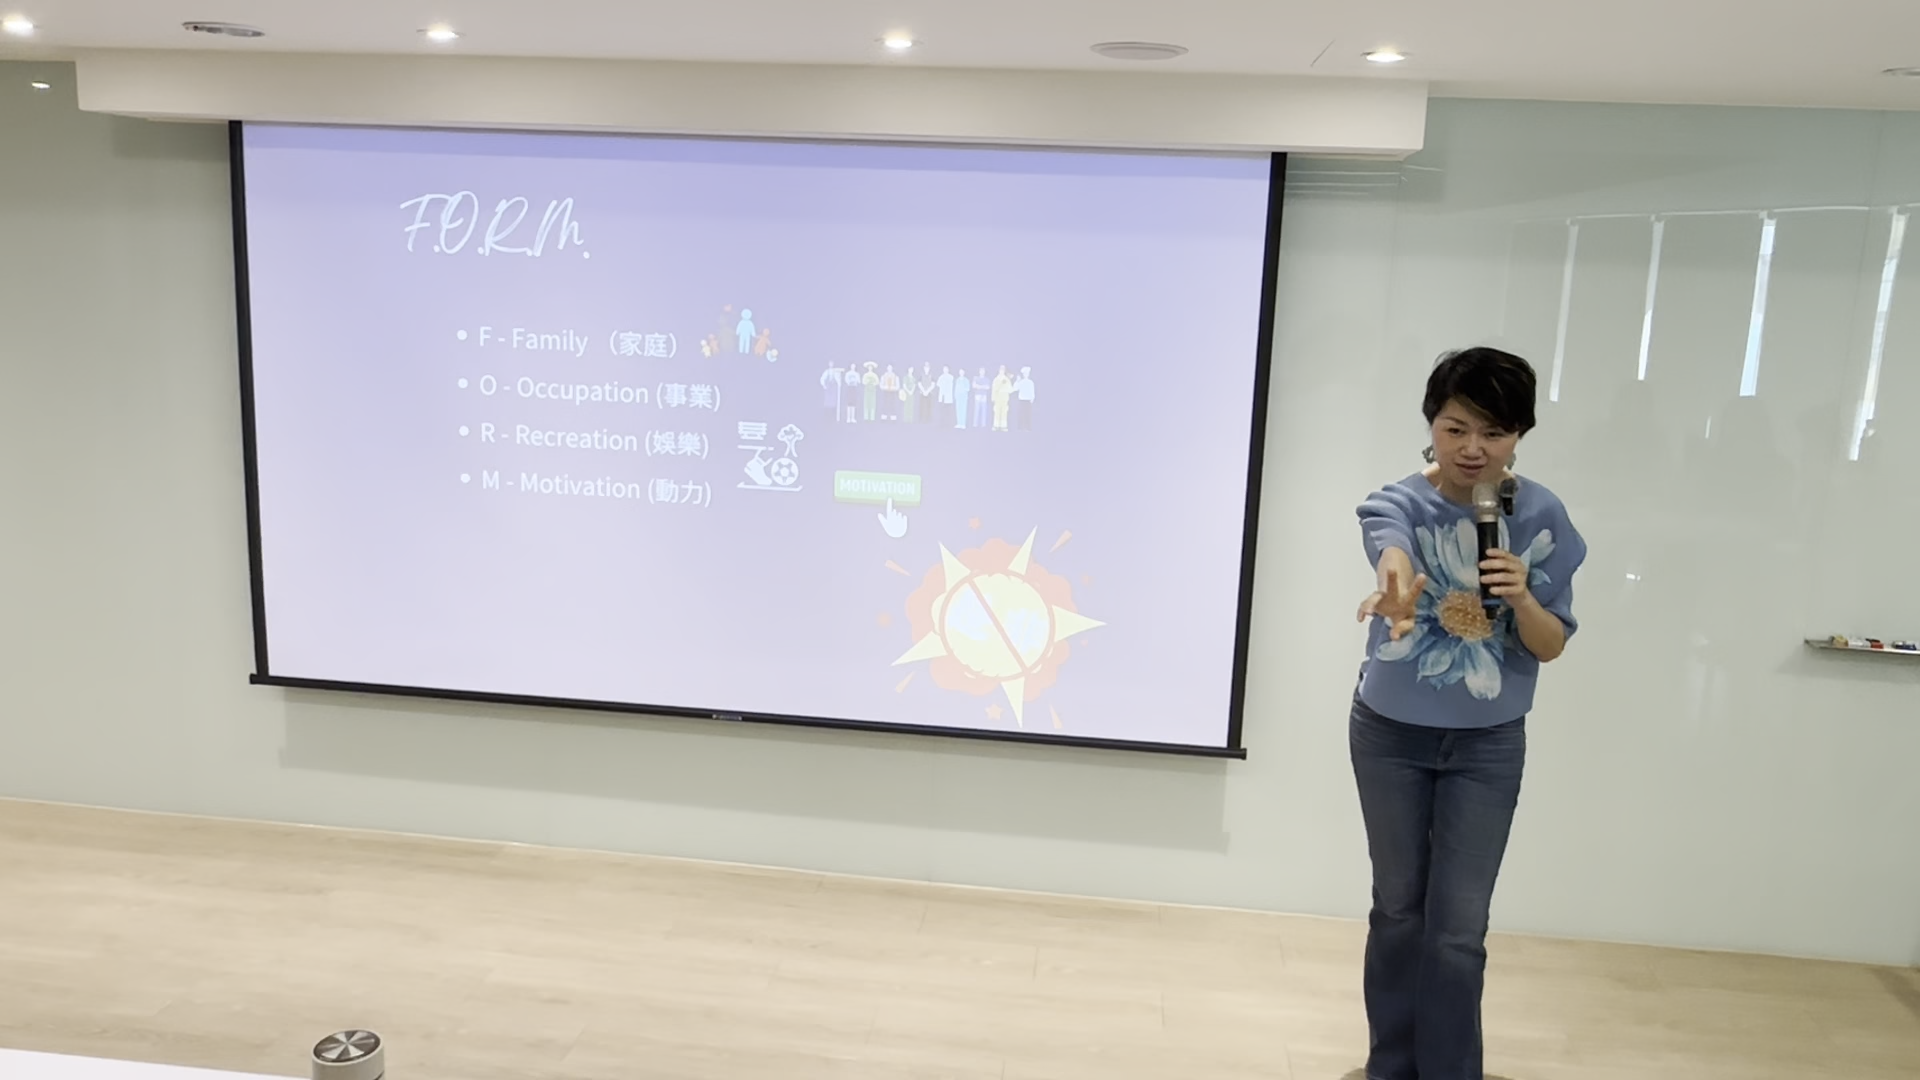 F.O.R.M.
• F - Family （家庭）
• O - Occupation (事業)
• R - Recreation (娛樂)
• M - Motivation (動力)
MOTIVATION